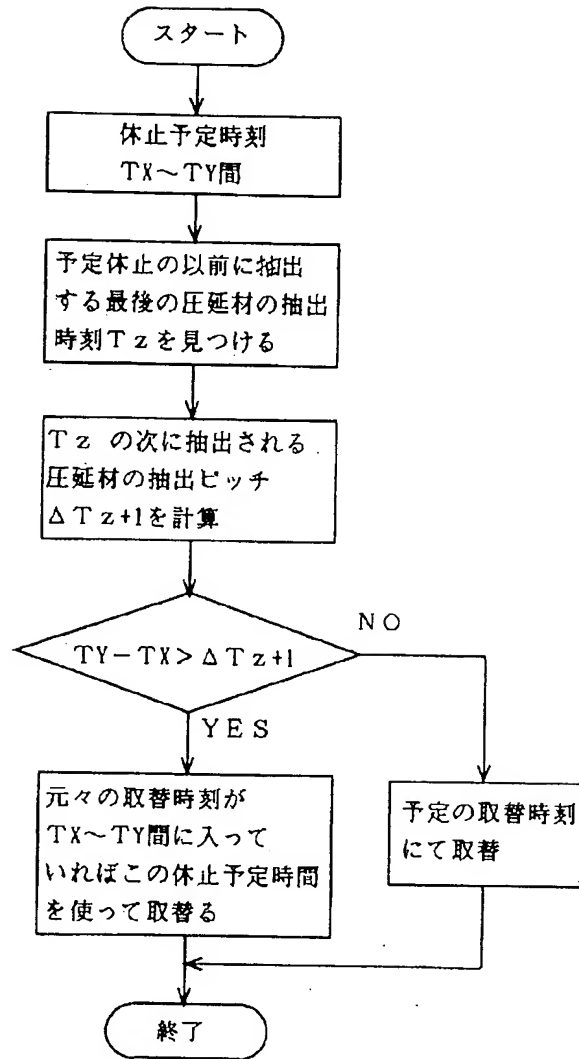 スタート
休止予定時刻
TX～TY間
予定休止の以前に抽出
する最後の圧延材の抽出
時刻Tzを見つける
Tz の次に抽出される
圧延材の抽出ピッチ
ΔTz+1を計算
NO
TY－TX>ΔTz+1
YES
元々の取替時刻が
TX～TY間に入って
いればこの休止予定時間
を使って取替る
予定の取替時刻
にて取替
終了